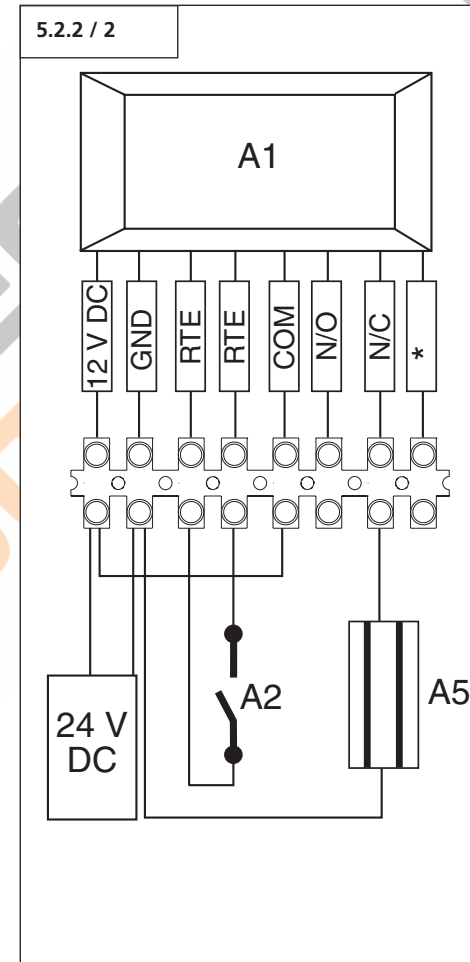 5.2.2 / 2
A1
12 V DC
GND
RTE
RTE
COM
N/O
N/C
*
A2
A5
24 V
DC